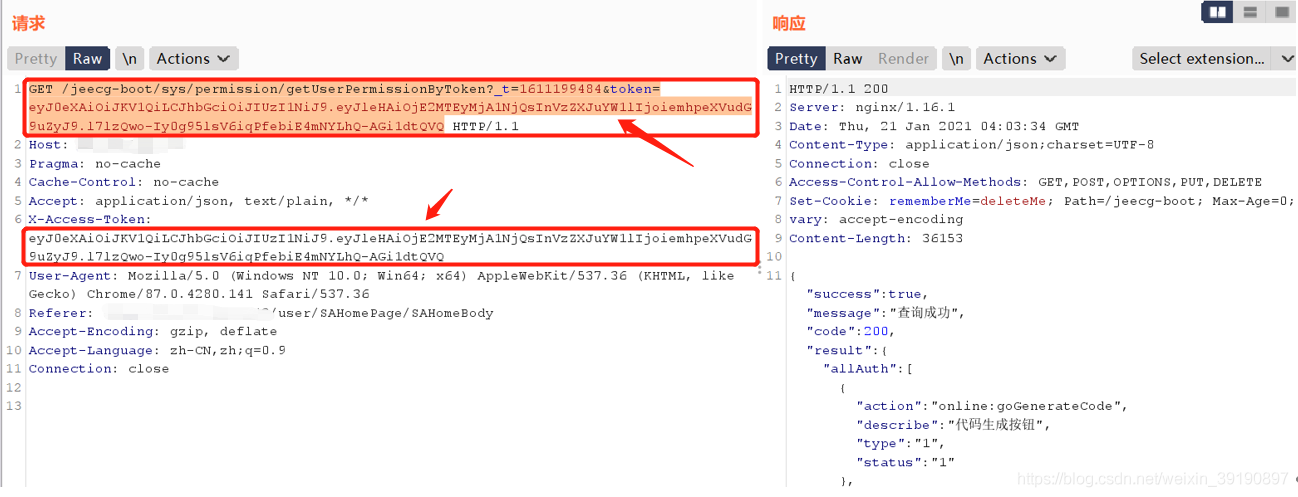 请求
Pretty Raw \n Actions
1 GET /jeecg-boot/sys/permission/getUserPermissionByToken?_t=1611199484&token=
eyJ0eXAiOiJKV1QiLCJhbGciOiJIUzI1NiJ9.eyJleHAiOjE2MTEyMjA1NjQsInVzZXJuYW1lIjoiemhpeXVudG
9uZyJ9.l7lzQwo-Iy0g95lsV6iqPfebiE4mNYLhQ-AGi1dtQVQ HTTP/1.1
2 Host:
3 Pragma: no-cache
4 Cache-Control: no-cache
5 Accept: application/json, text/plain, */*
6 X-Access-Token:
eyJ0eXAiOiJKV1QiLCJhbGciOiJIUzI1NiJ9.eyJleHAiOjE2MTEyMjA1NjQsInVzZXJuYW1lIjoiemhpeXVudG
9uZyJ9.l7lzQwo-Iy0g95lsV6iqPfebiE4mNYLhQ-AGi1dtQVQ
7 User-Agent: Mozilla/5.0 (Windows NT 10.0; Win64; x64) AppleWebKit/537.36 (KHTML, like
Gecko) Chrome/87.0.4280.141 Safari/537.36
8 Referer: /user/SAHomePage/SAHomeBody
9 Accept-Encoding: gzip, deflate
10 Accept-Language: zh-CN,zh;q=0.9
11 Connection: close
12
13
响应
Pretty Raw Render \n Actions Select extension...
1 HTTP/1.1 200
2 Server: nginx/1.16.1
3 Date: Thu, 21 Jan 2021 04:03:34 GMT
4 Content-Type: application/json;charset=UTF-8
5 Connection: close
6 Access-Control-Allow-Methods: GET,POST,OPTIONS,PUT,DELETE
7 Set-Cookie: rememberMe=deleteMe; Path=/jeecg-boot; Max-Age=0;
8 vary: accept-encoding
9 Content-Length: 36153
10
11 {
"success":true,
"message":"查询成功",
"code":200,
"result":{
"allAuth":[
{
"action":"online:goGenerateCode",
"describe":"代码生成按钮",
"type":"1",
"status":"1"
},
https://blog.csdn.net/weixin_39190897